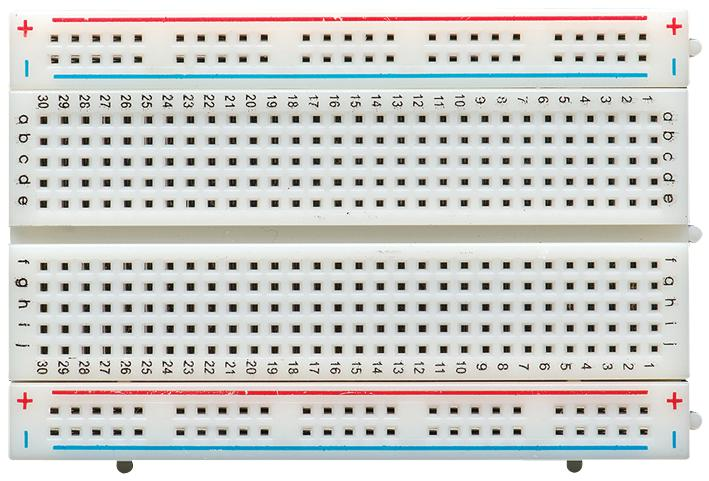 + +
− −
30 29 28 27 26 25 24 23 22 21 20 19 18 17 16 15 14 13 12 11 10 9 8 7 6 5 4 3 2 1
a a
b b
c c
d d
e e
f f
g g
h h
i i
j j
30 29 28 27 26 25 24 23 22 21 20 19 18 17 16 15 14 13 12 11 10 9 8 7 6 5 4 3 2 1
+ +
− −